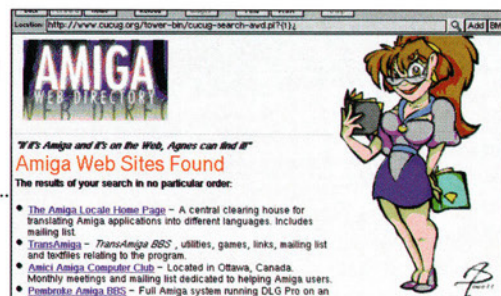 Location: http://www.cucug.org/tower-bin/cucug-search-awd.pl?(1)¿ Add BM
AMIGA
WEB DIRECTORY
"If it's Amiga and it's on the Web, Agnes can find it!"
Amiga Web Sites Found
The results of your search in no particular order:
The Amiga Locale Home Page – A central clearing house for
translating Amiga applications into different languages. Includes
mailing list.
TransAmiga – TransAmiga BBS , utilities, games, links, mailing list
and textfiles relating to the program.
Amici Amiga Computer Club – Located in Ottawa, Canada.
Monthly meetings and mailing list dedicated to helping Amiga users.
Pembroke Amiga BBS – Full Amiga system running DLG Pro on an